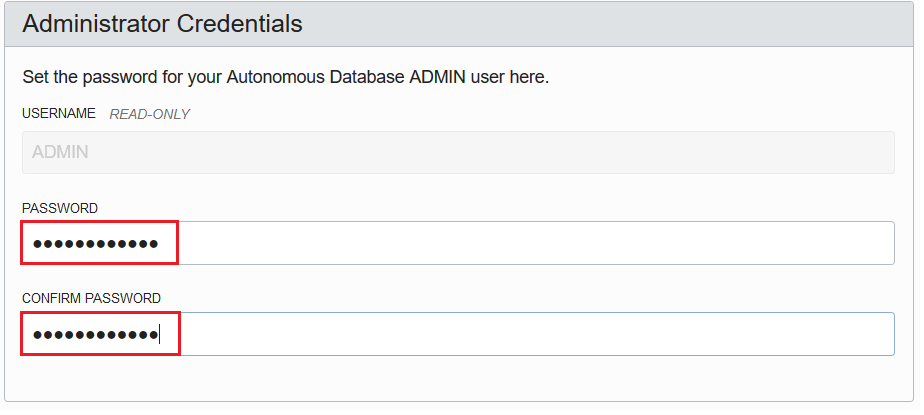 Administrator Credentials
Set the password for your Autonomous Database ADMIN user here.
USERNAME READ-ONLY
ADMIN
PASSWORD
●●●●●●●●●●●●
CONFIRM PASSWORD
●●●●●●●●●●●●